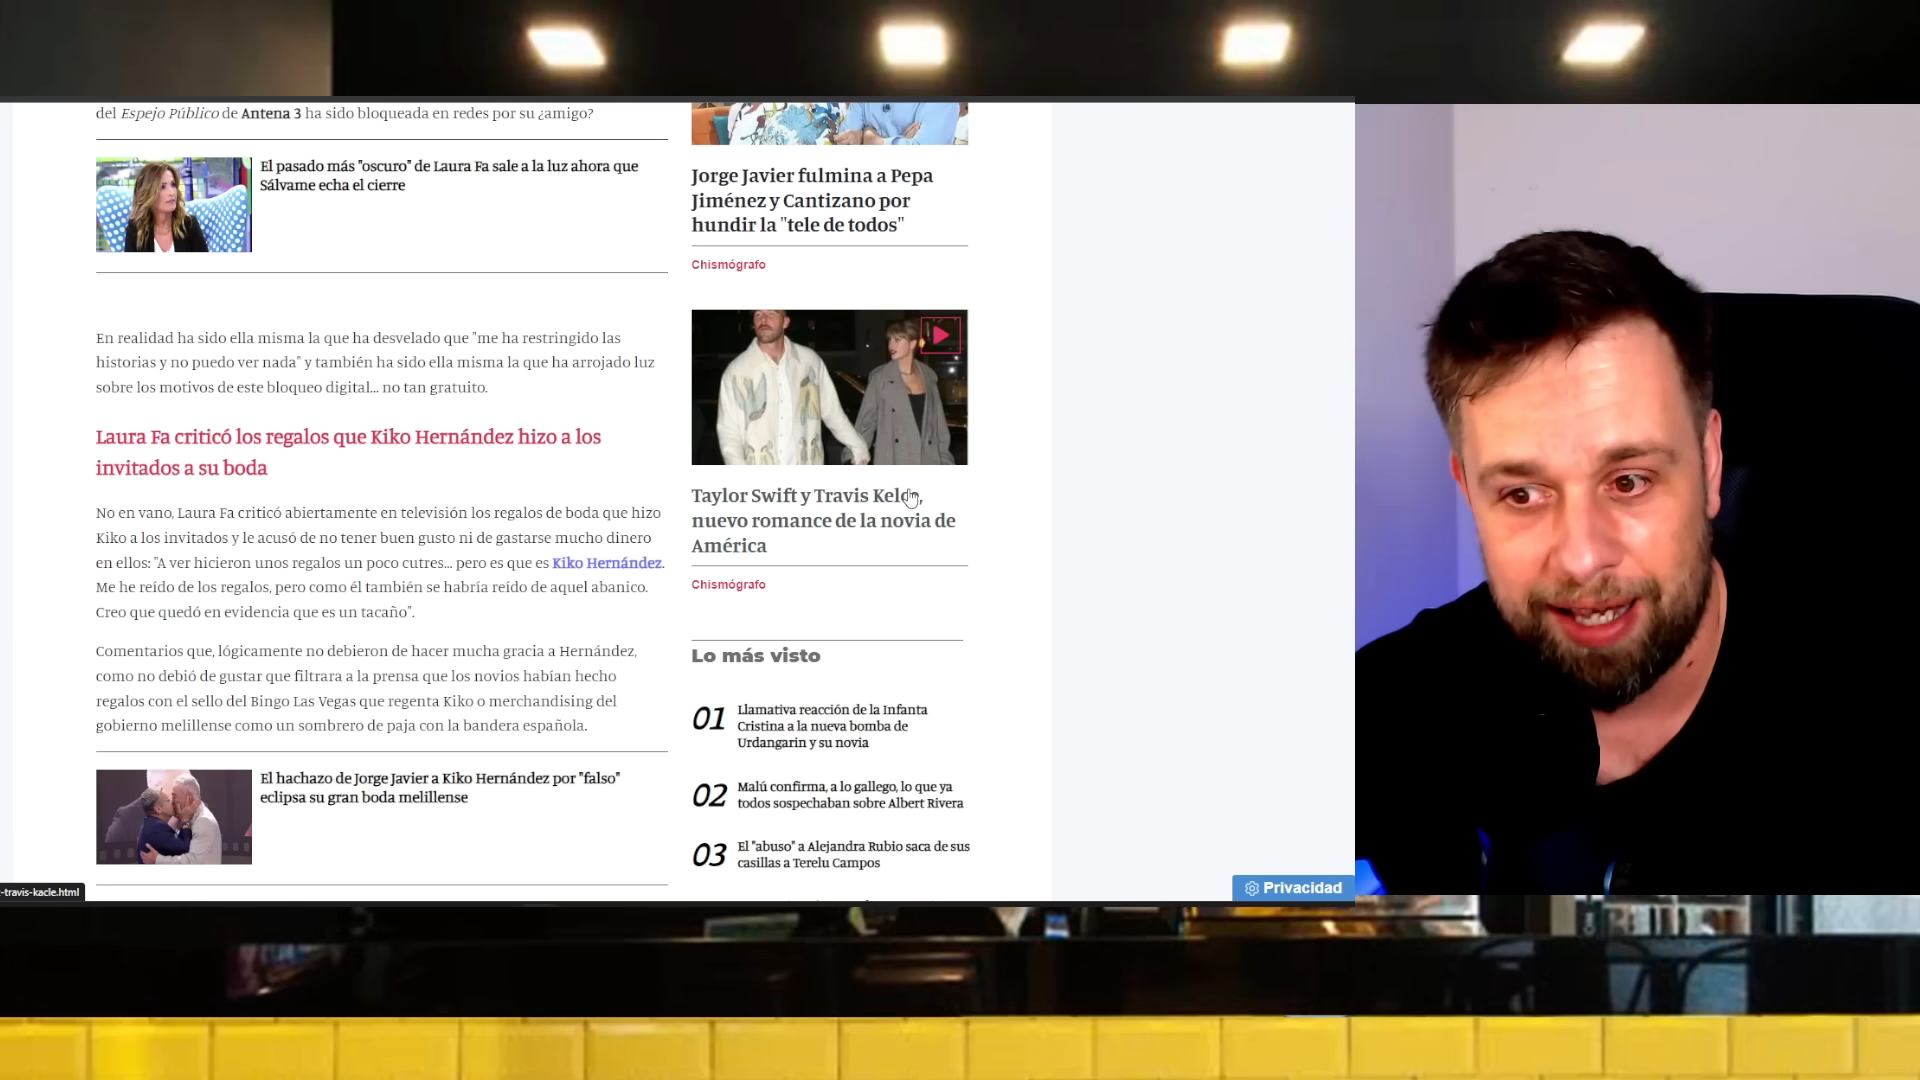 del Espejo Público de Antena 3 ha sido bloqueada en redes por su ¿amigo?
El pasado más "oscuro" de Laura Fa sale a la luz ahora que
Sálvame echa el cierre
En realidad ha sido ella misma la que ha desvelado que "me ha restringido las
historias y no puedo ver nada" y también ha sido ella misma la que ha arrojado luz
sobre los motivos de este bloqueo digital... no tan gratuito.
Laura Fa criticó los regalos que Kiko Hernández hizo a los
invitados a su boda
No en vano, Laura Fa criticó abiertamente en televisión los regalos de boda que hizo
Kiko a los invitados y le acusó de no tener buen gusto ni de gastarse mucho dinero
en ellos: "A ver hicieron unos regalos un poco cutres... pero es que es Kiko Hernández.
Me he reído de los regalos, pero como él también se habría reído de aquel abanico.
Creo que quedó en evidencia que es un tacaño".
Comentarios que, lógicamente no debieron de hacer mucha gracia a Hernández,
como no debió de gustar que filtrara a la prensa que los novios habían hecho
regalos con el sello del Bingo Las Vegas que regenta Kiko o merchandising del
gobierno melillense como un sombrero de paja con la bandera española.
El hachazo de Jorge Javier a Kiko Hernández por "falso"
eclipsa su gran boda melillense
-travis-kacle.html
Jorge Javier fulmina a Pepa
Jiménez y Cantizano por
hundir la "tele de todos"
Chismógrafo
Taylor Swift y Travis
nuevo romance de la novia de
América
Chismógrafo
Lo más visto
01 Llamativa reacción de la Infanta
Cristina a la nueva bomba de
Urdangarin y su novia
02 Malú confirma, a lo gallego, lo que ya
todos sospechaban sobre Albert Rivera
03 El "abuso" a Alejandra Rubio saca de sus
casillas a Terelu Campos
Privacidad